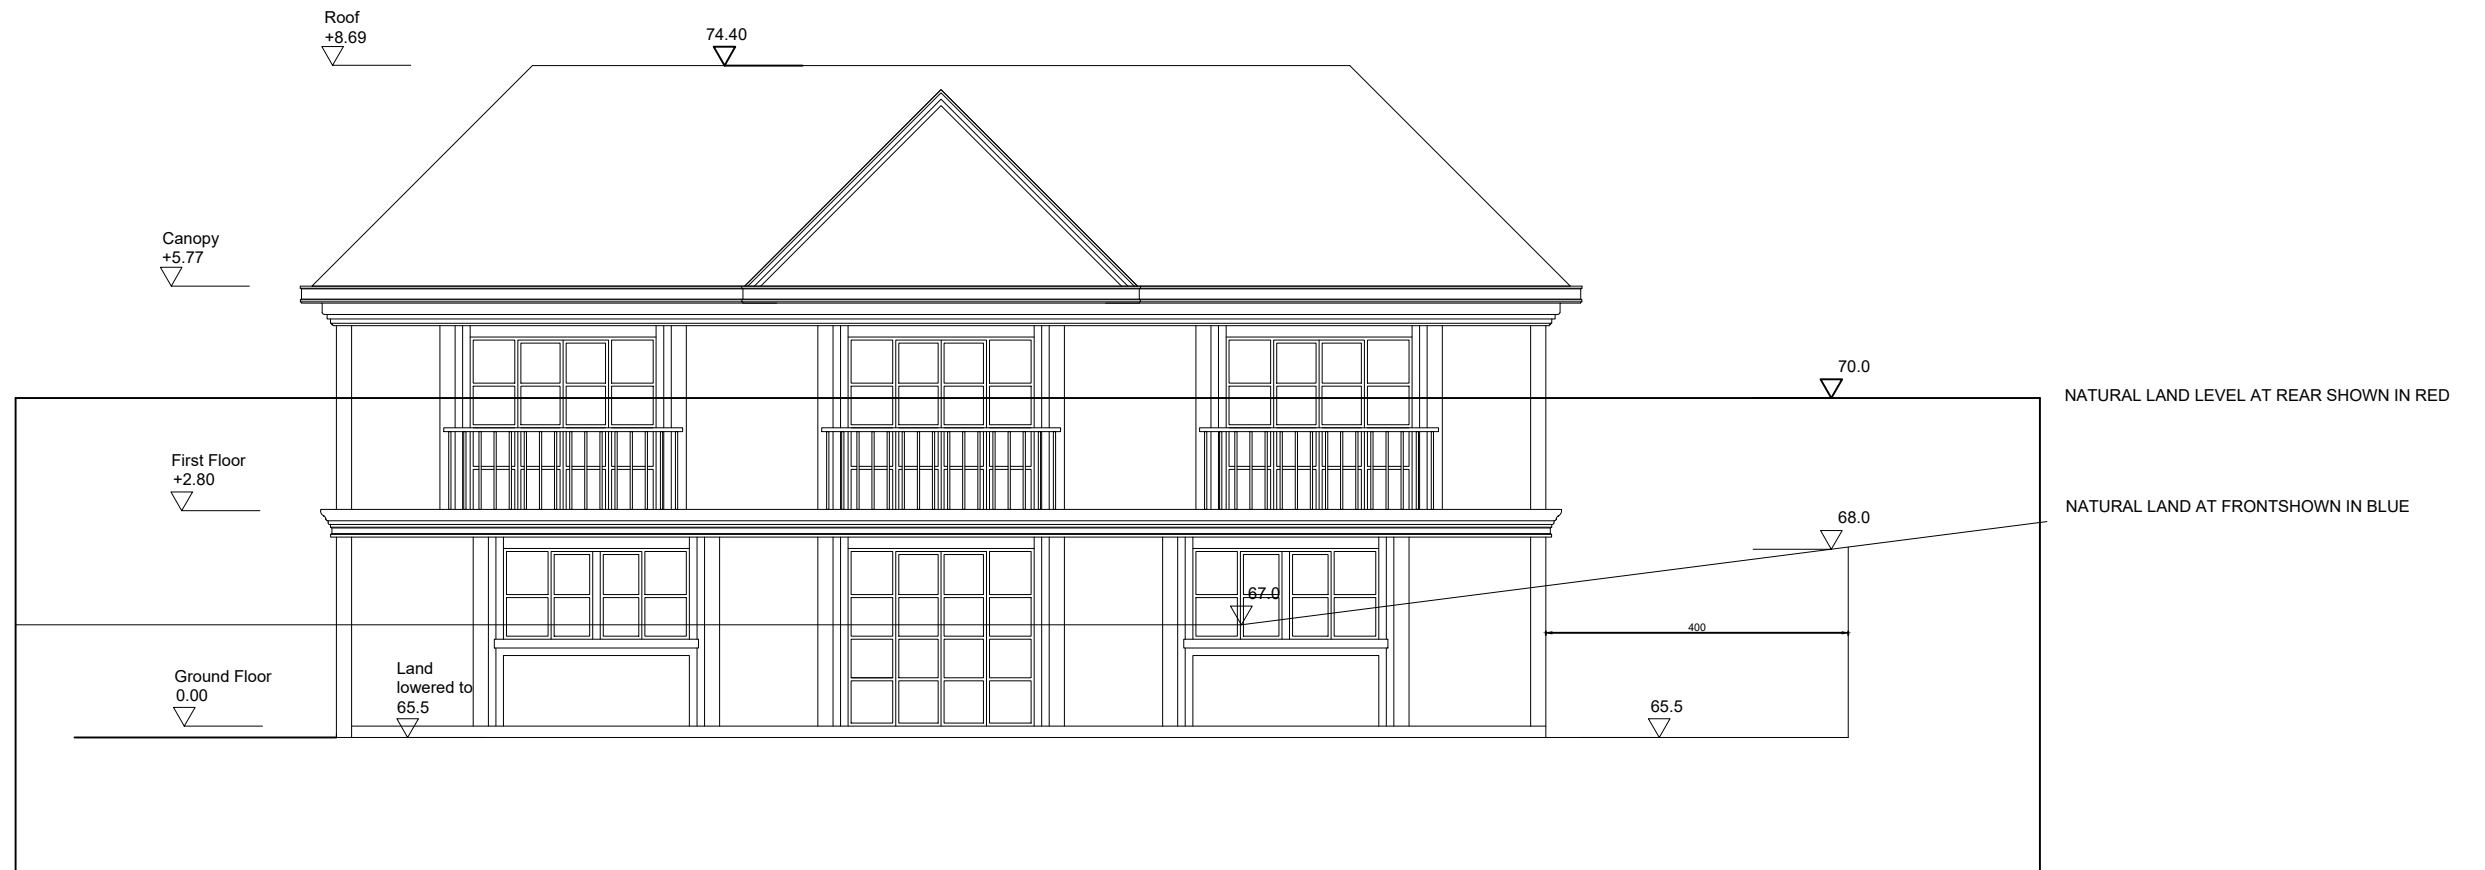 Roof
+8.69
74.40
Canopy
+5.77
70.0
NATURAL LAND LEVEL AT REAR SHOWN IN RED
First Floor
+2.80
NATURAL LAND AT FRONTSHOWN IN BLUE
68.0
67.0
400
Land
lowered to
65.5
Ground Floor
0.00
65.5